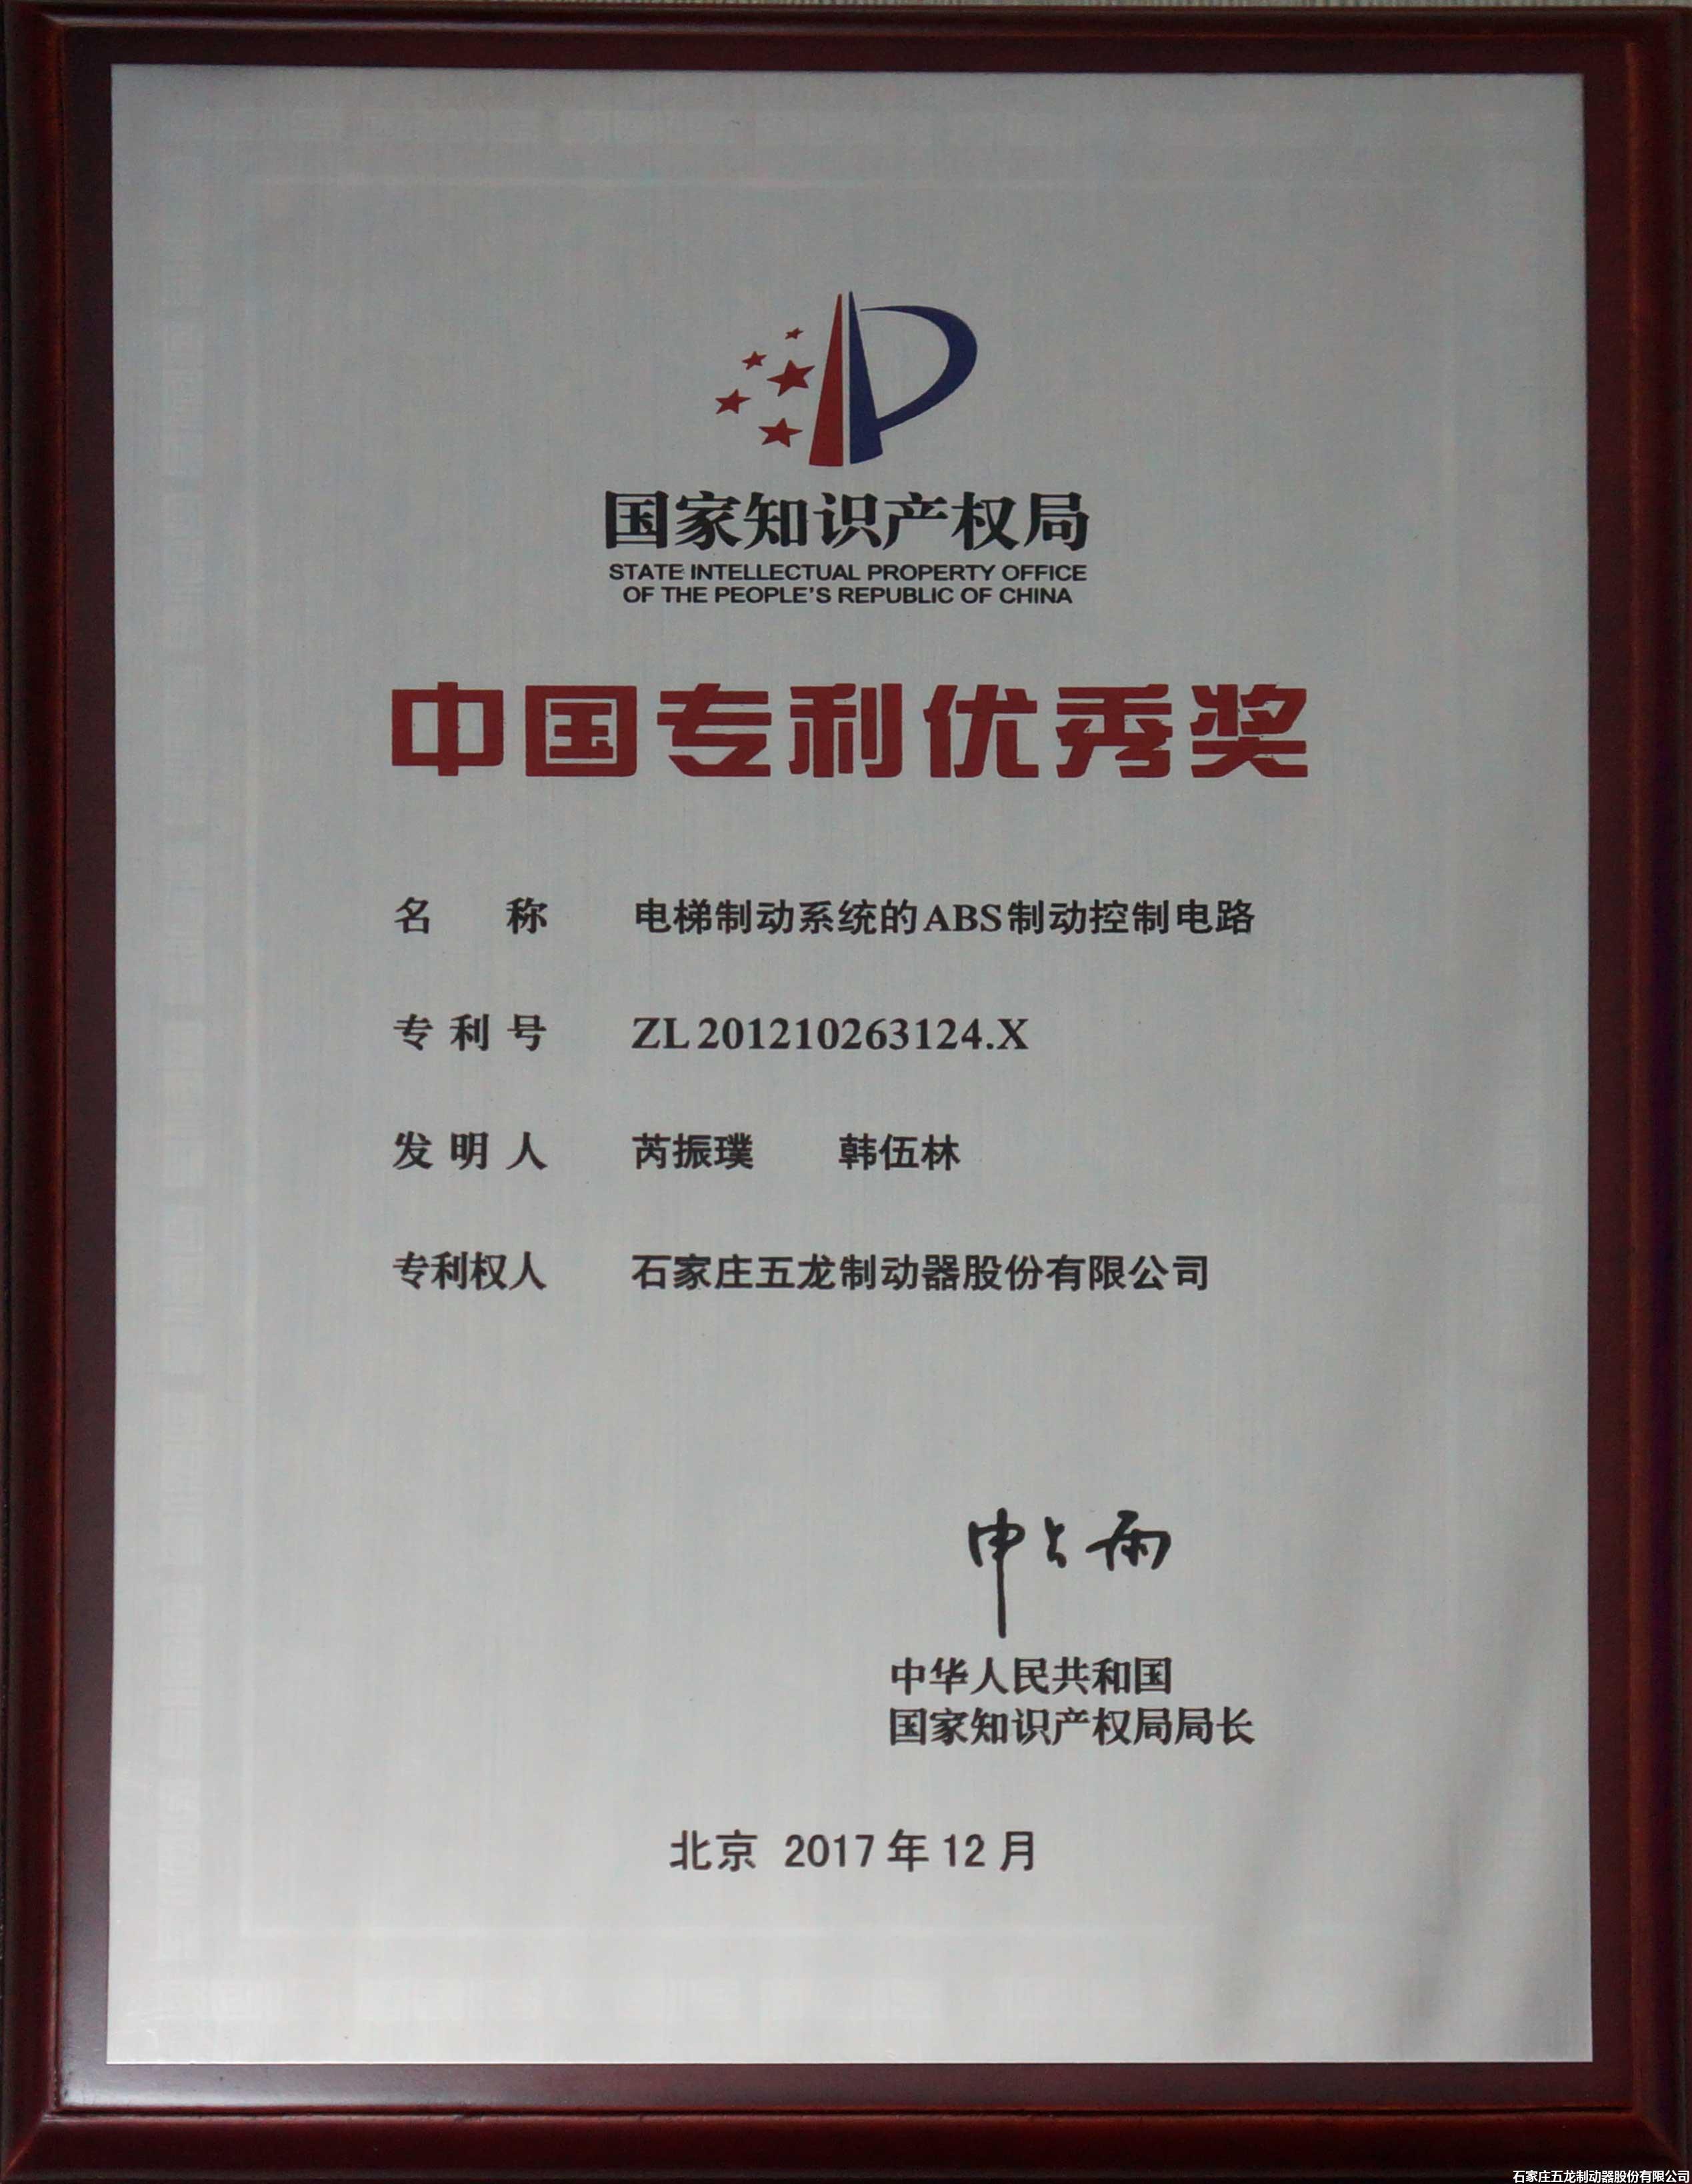 国家知识产权局
STATE INTELLECTUAL PROPERTY OFFICE
OF THE PEOPLE'S REPUBLIC OF CHINA
中国专利优秀奖
名称 电梯制动系统的ABS制动控制电路
专利号 ZL 201210263124.X
发明人 芮振璞 韩伍林
专利权人 石家庄五龙制动器股份有限公司
申长雨
中华人民共和国
国家知识产权局局长
北京 2017年12月
石家庄五龙制动器股份有限公司